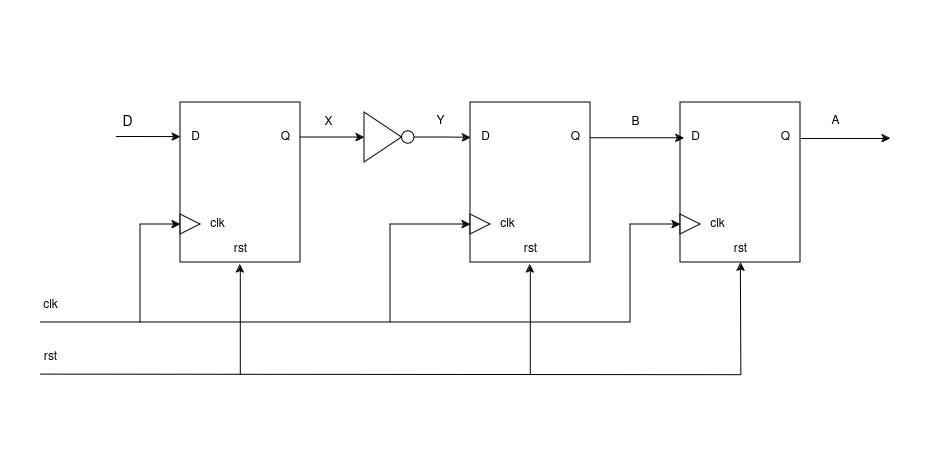 D X Y B A
D Q D Q D Q
clk clk clk
rst rst rst
clk
rst